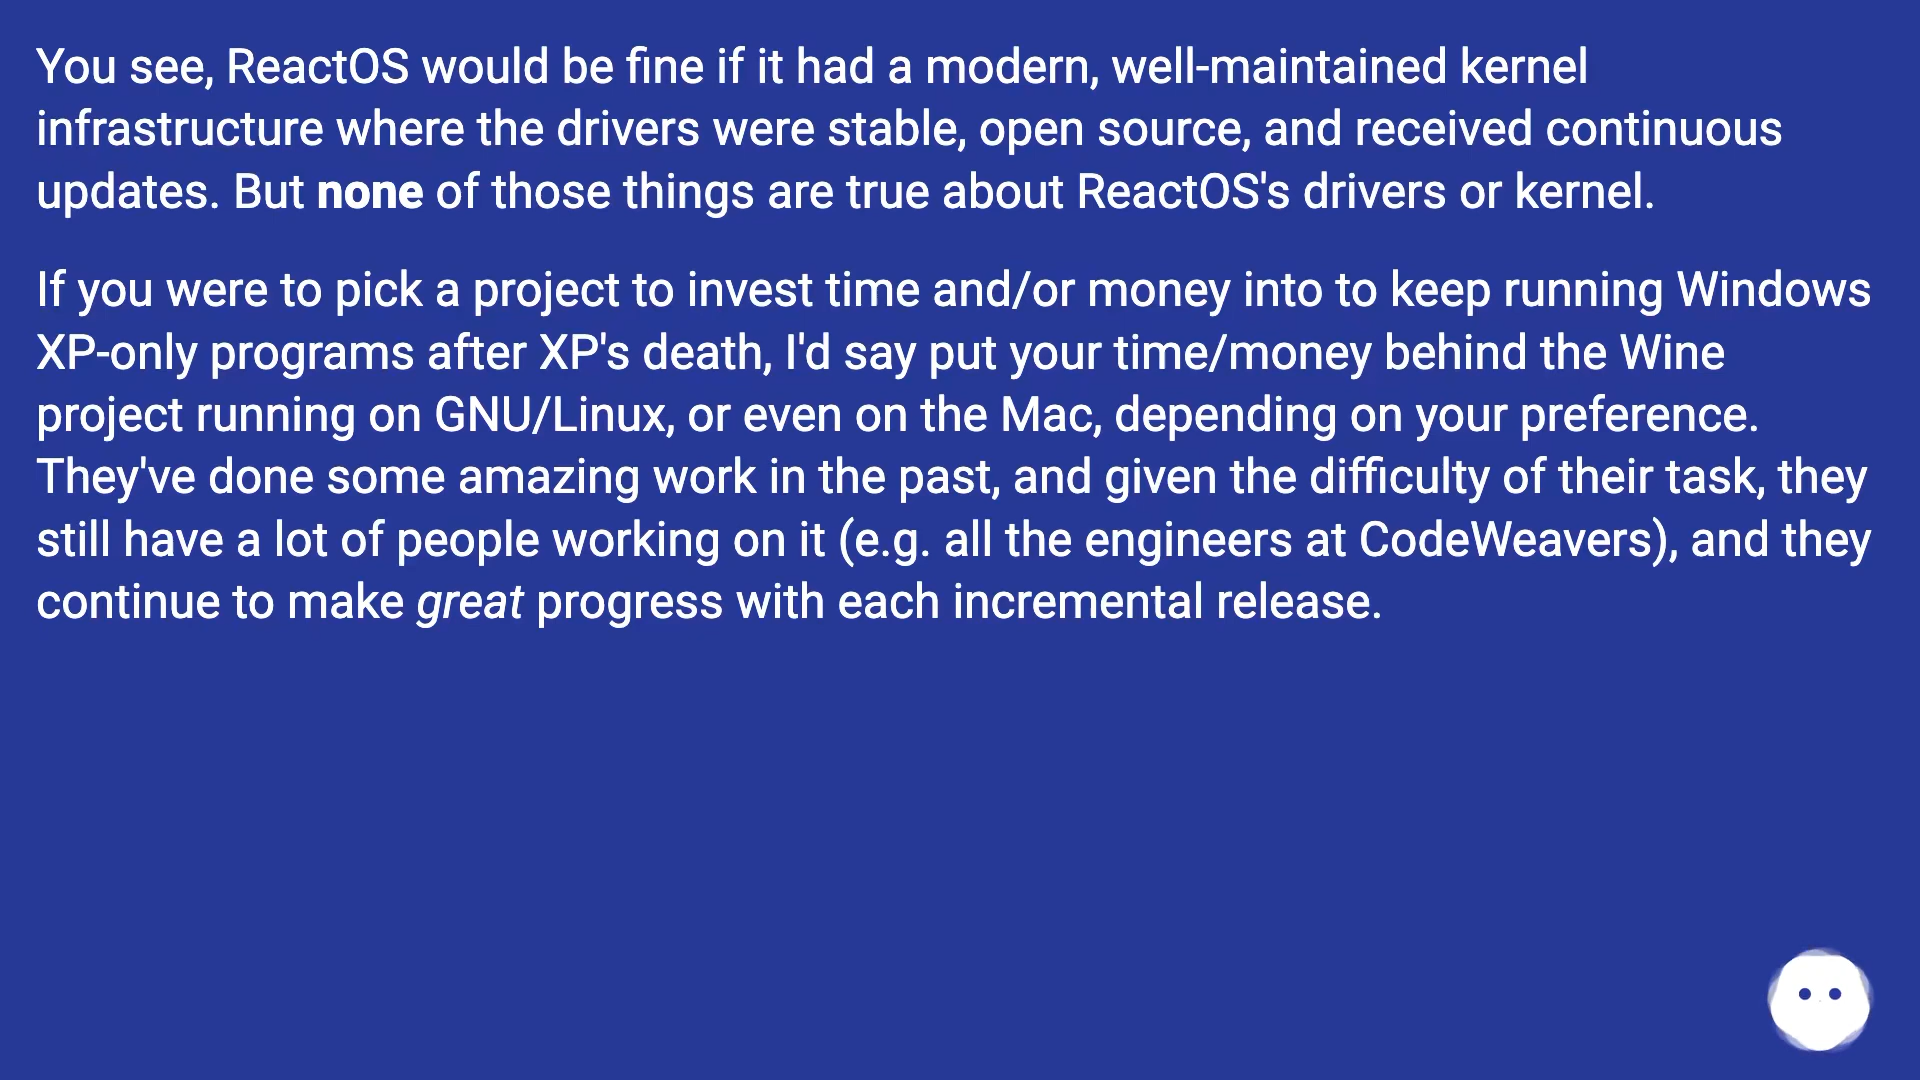 You see, ReactOS would be fine if it had a modern, well-maintained kernel
infrastructure where the drivers were stable, open source, and received continuous
updates. But none of those things are true about ReactOS's drivers or kernel.
If you were to pick a project to invest time and/or money into to keep running Windows
XP-only programs after XP's death, I'd say put your time/money behind the Wine
project running on GNU/Linux, or even on the Mac, depending on your preference.
They've done some amazing work in the past, and given the difficulty of their task, they
still have a lot of people working on it (e.g. all the engineers at CodeWeavers), and they
continue to make great progress with each incremental release.